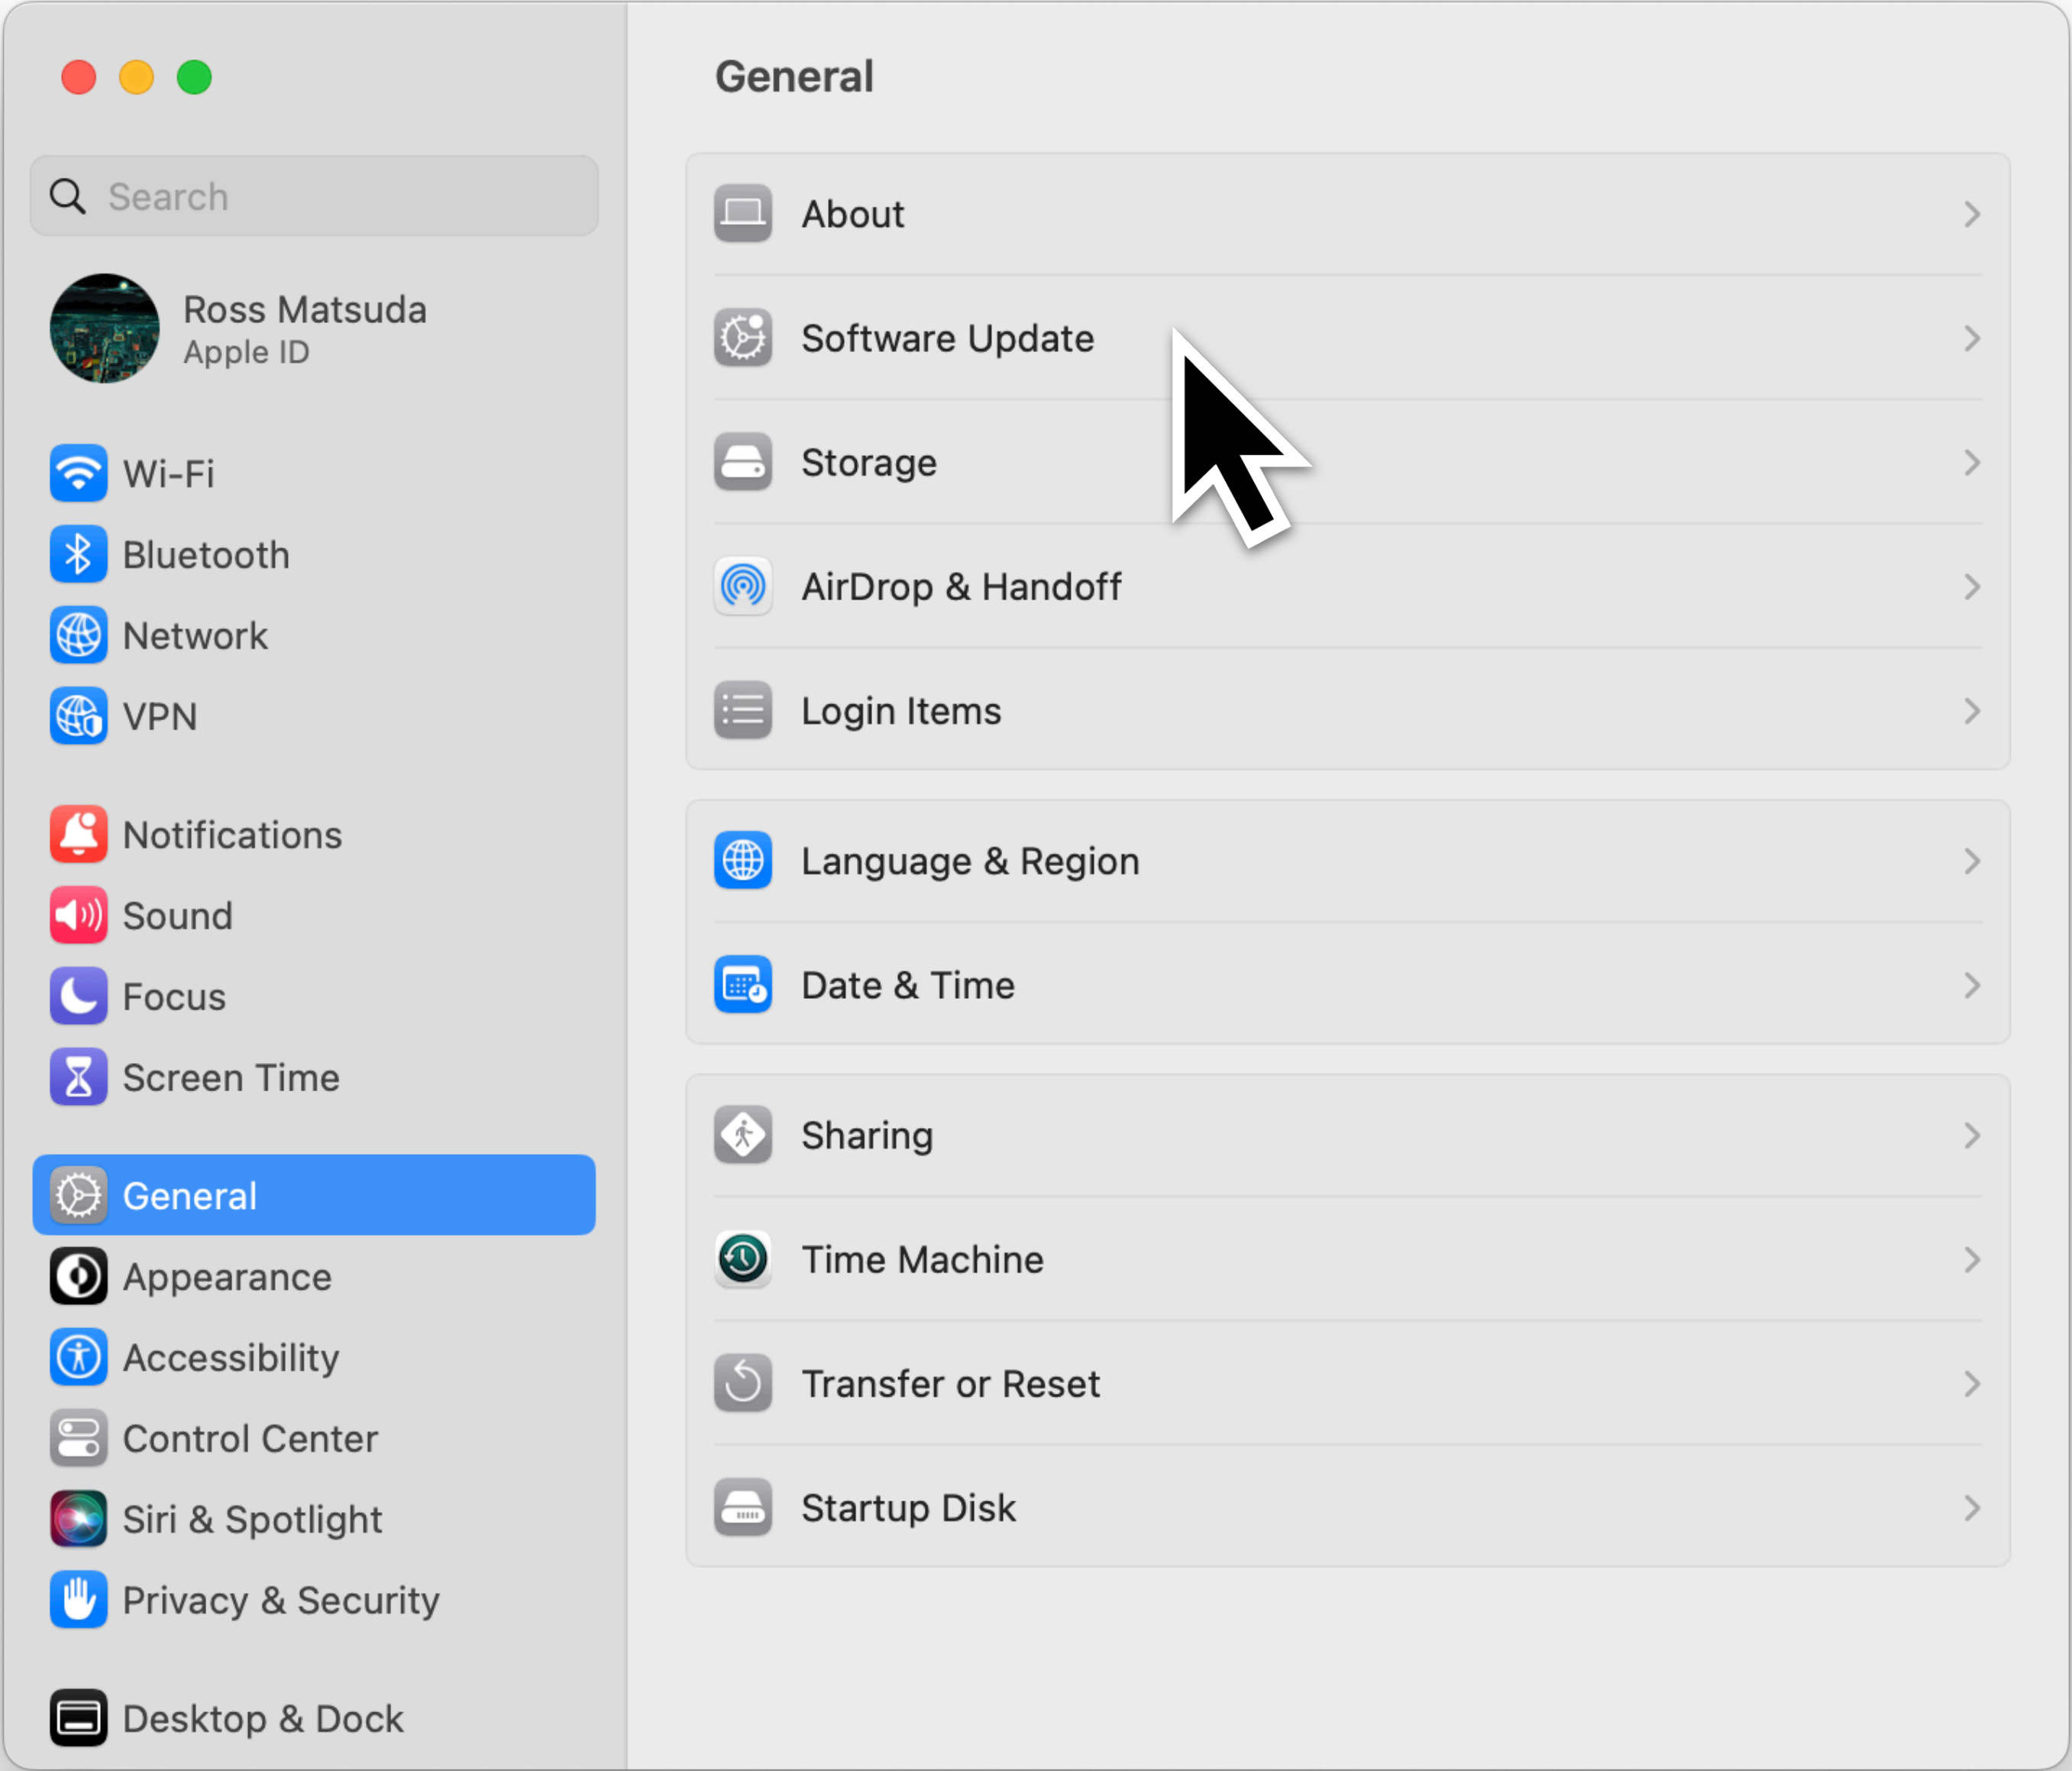 Search
Ross Matsuda
Apple ID
Wi-Fi
Bluetooth
Network
VPN
Notifications
Sound
Focus
Screen Time
General
Appearance
Accessibility
Control Center
Siri & Spotlight
Privacy & Security
Desktop & Dock
General
About
Software Update
Storage
AirDrop & Handoff
Login Items
Language & Region
Date & Time
Sharing
Time Machine
Transfer or Reset
Startup Disk